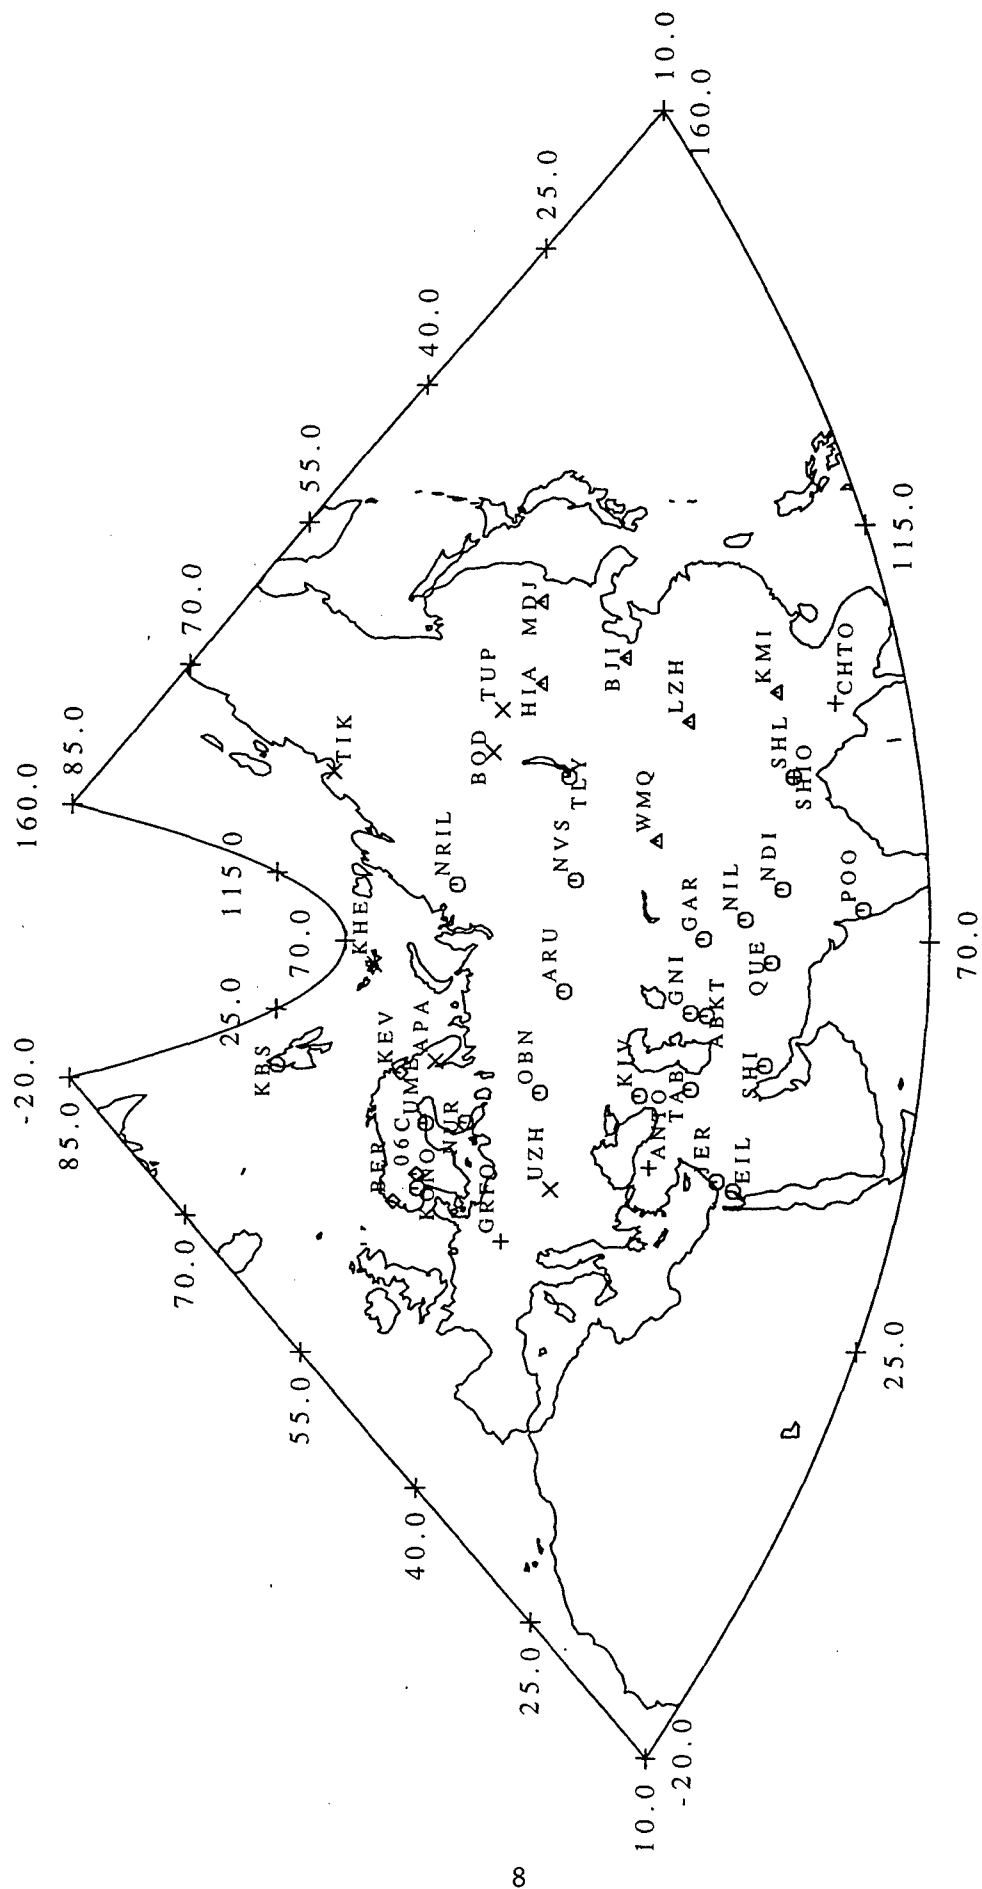 160.0
-20.0
85.0
85.0
70.0
70.0
55.0
55.0
40.0
40.0
25.0
25.0
10.0
10.0
160.0
-20.0
115.0
70.0
25.0
25.0
70.0
115.0
KBS
KHE
TIK
NRIL
KEV
APA
UME
06C
BER
KONO
NUR
GRFO
OBN
UZH
ARU
NVS
TLY
BOD
TUP
HIA
MDJ
BJI
LZH
KMI
CHTO
SHL
SHIO
WMQ
GAR
NIL
NDI
POO
QUE
GNI
ABKT
KIV
TAB
ANTO
SHI
JER
EIL
8